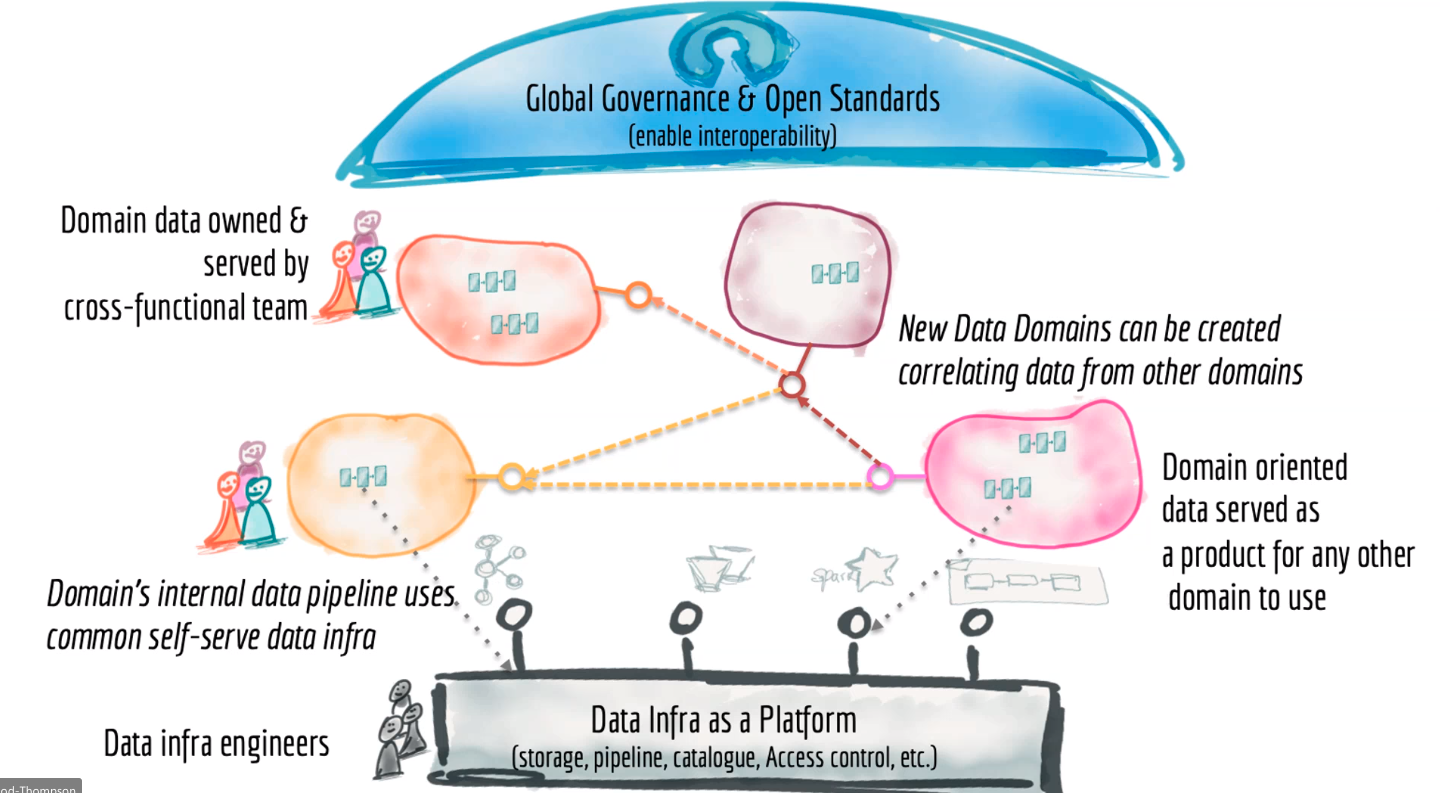 Global Governance & Open Standards
(enable interoperability)
Domain data owned &
served by
cross-functional team
New Data Domains can be created
correlating data from other domains
Domain oriented
data served as
a product for any other
domain to use
Spark
Domain's internal data pipeline uses
common self-serve data infra
Data infra engineers
Data Infra as a Platform
(storage, pipeline, catalogue, Access control, etc.)
od-Thompson